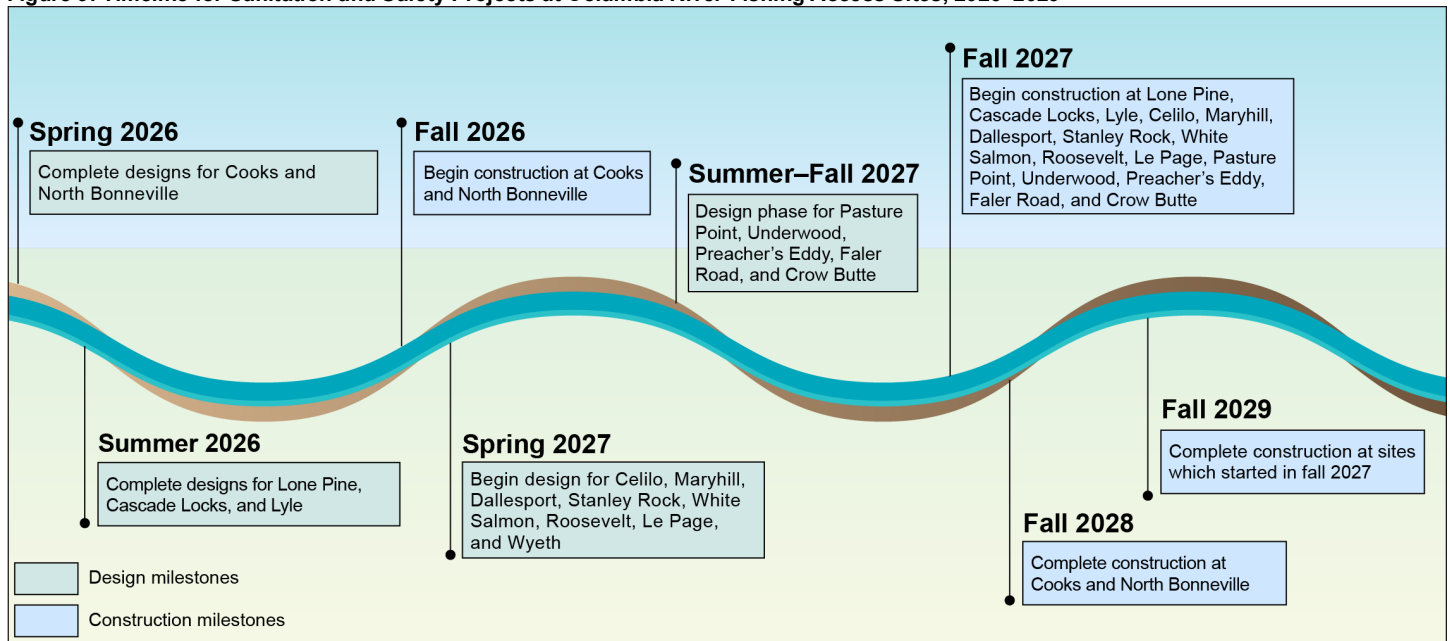 Spring 2026
Complete designs for Cooks and
North Bonneville
Summer 2026
Complete designs for Lone Pine,
Cascade Locks, and Lyle
Fall 2026
Begin construction at Cooks
and North Bonneville
Spring 2027
Begin design for Celilo, Maryhill,
Dallesport, Stanley Rock, White
Salmon, Roosevelt, Le Page,
and Wyeth
Summer–Fall 2027
Design phase for Pasture
Point, Underwood,
Preacher’s Eddy, Faler
Road, and Crow Butte
Fall 2027
Begin construction at Lone Pine,
Cascade Locks, Lyle, Celilo, Maryhill,
Dallesport, Stanley Rock, White
Salmon, Roosevelt, Le Page, Pasture
Point, Underwood, Preacher’s Eddy,
Faler Road, and Crow Butte
Fall 2028
Complete construction at
Cooks and North Bonneville
Fall 2029
Complete construction at sites
which started in fall 2027
Design milestones
Construction milestones